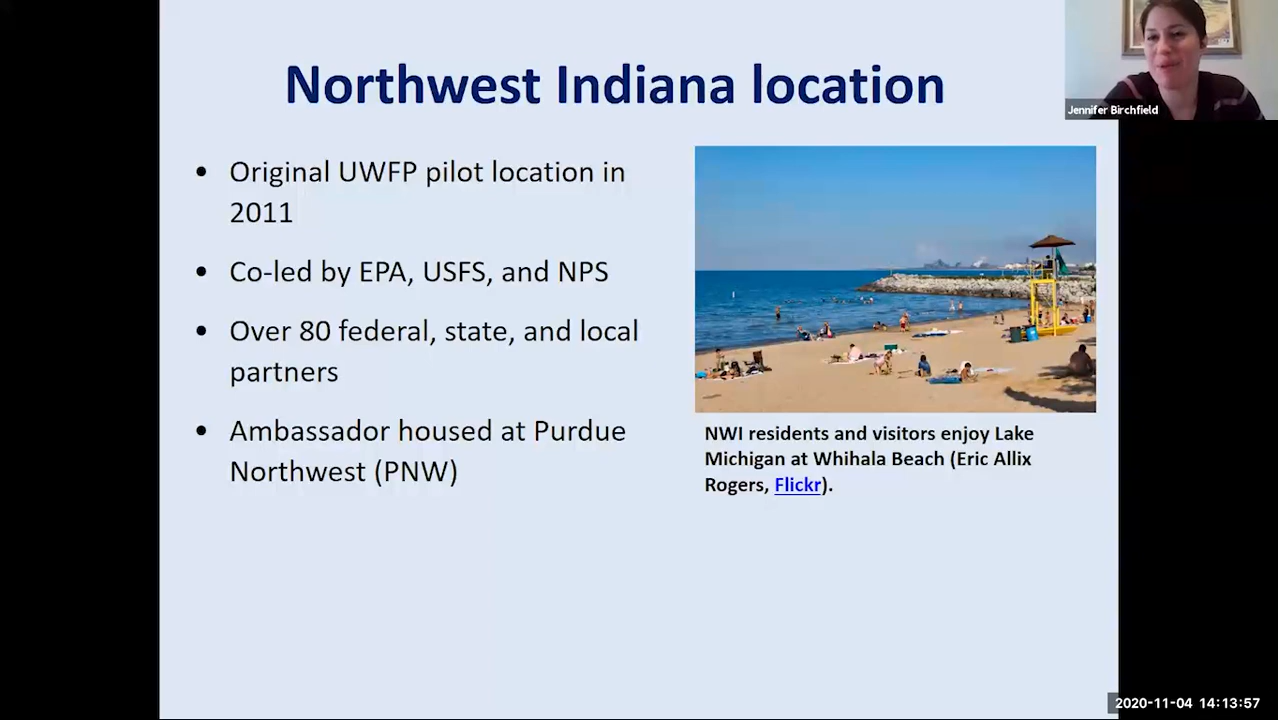 Northwest Indiana location
Jennifer Birchfield
• Original UWFP pilot location in
2011
• Co-led by EPA, USFS, and NPS
• Over 80 federal, state, and local
partners
• Ambassador housed at Purdue
Northwest (PNW)
NWI residents and visitors enjoy Lake
Michigan at Whihala Beach (Eric Allix
Rogers, Flickr).
2020-11-04 14:13:57